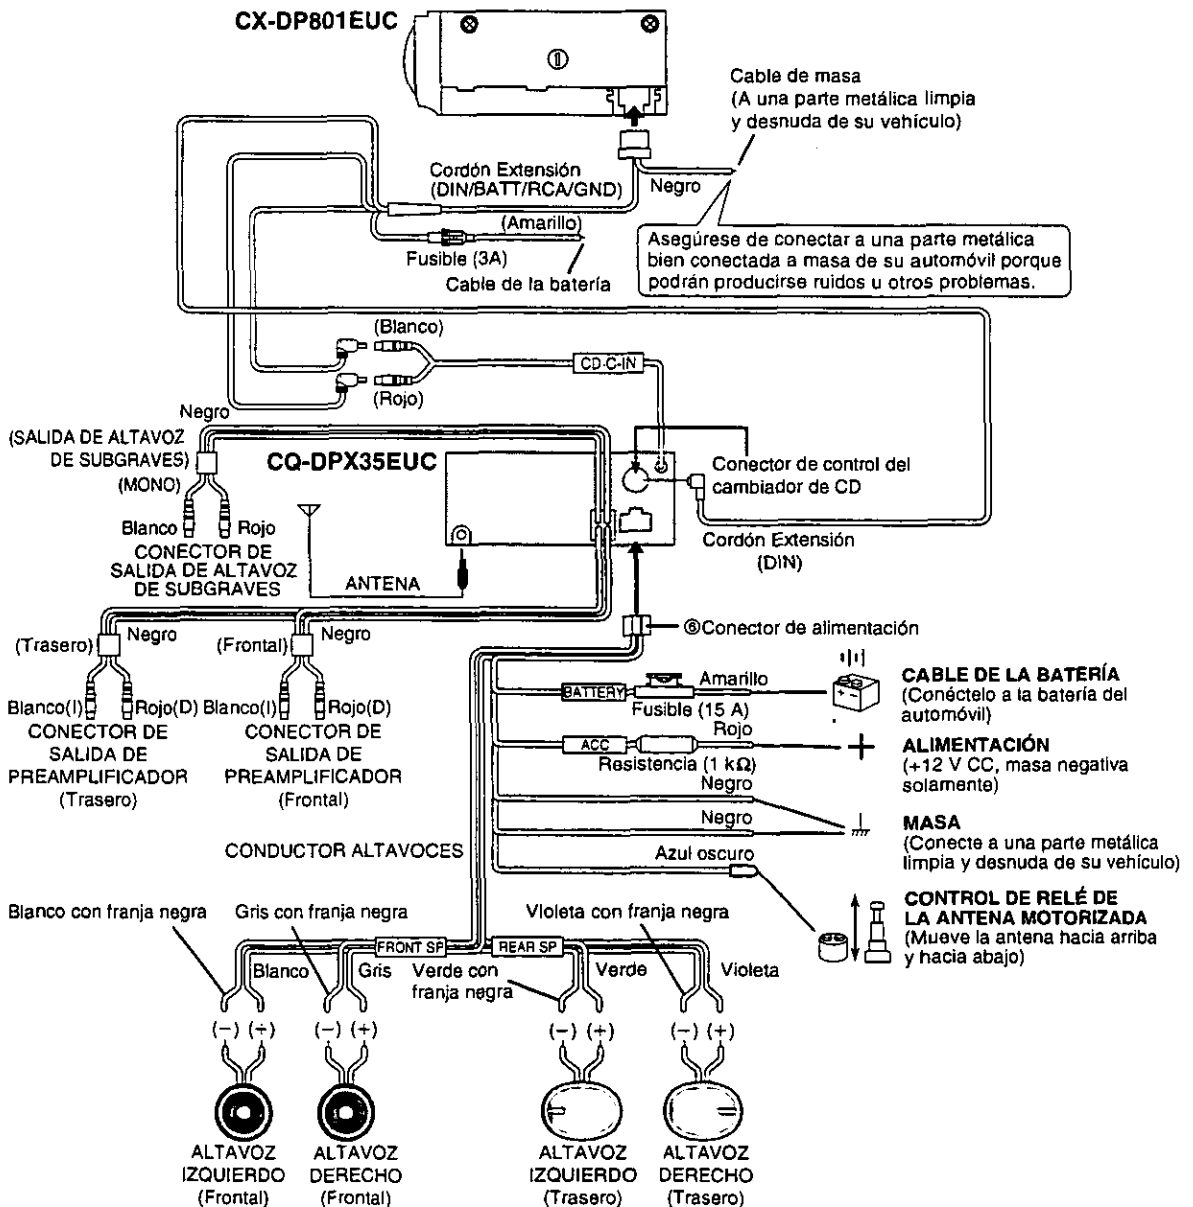 CX-DP801EUC
①
Cable de masa
(A una parte metálica limpia
y desnuda de su vehículo)
Cordón Extensión
(DIN/BATT/RCA/GND)
Negro
(Amarillo)
Fusible (3A)
Cable de la batería
Asegúrese de conectar a una parte metálica
bien conectada a masa de su automóvil porque
podrán producirse ruidos u otros problemas.
(Blanco)
CD-C-IN
(Rojo)
Negro
(SALIDA DE ALTAVOZ
DE SUBGRAVES)
(MONO)
Blanco
Rojo
CONECTOR DE
SALIDA DE ALTAVOZ
DE SUBGRAVES
CQ-DPX35EUC
Conector de control del
cambiador de CD
Cordón Extensión
(DIN)
ANTENA
(Trasero)
Negro
(Frontal)
Negro
Blanco(I)
Rojo(D)
Blanco(I)
Rojo(D)
CONECTOR DE
SALIDA DE
PREAMPLIFICADOR
(Trasero)
CONECTOR DE
SALIDA DE
PREAMPLIFICADOR
(Frontal)
⑥Conector de alimentación
BATTERY
Amarillo
Fusible (15 A)
CABLE DE LA BATERÍA
(Conéctelo a la batería del
automóvil)
ACC
Rojo
Resistencia (1 kΩ)
ALIMENTACIÓN
(+12 V CC, masa negativa
solamente)
Negro
Negro
MASA
(Conecte a una parte metálica
limpia y desnuda de su vehículo)
Azul oscuro
CONTROL DE RELÉ DE
LA ANTENA MOTORIZADA
(Mueve la antena hacia arriba
y hacia abajo)
CONDUCTOR ALTAVOCES
Blanco con franja negra
Gris con franja negra
Violeta con franja negra
FRONT SP
REAR SP
Blanco
Gris
Verde con
franja negra
Verde
Violeta
(−) (+)
(−) (+)
(−) (+)
(−) (+)
ALTAVOZ
IZQUIERDO
(Frontal)
ALTAVOZ
DERECHO
(Frontal)
ALTAVOZ
IZQUIERDO
(Trasero)
ALTAVOZ
DERECHO
(Trasero)